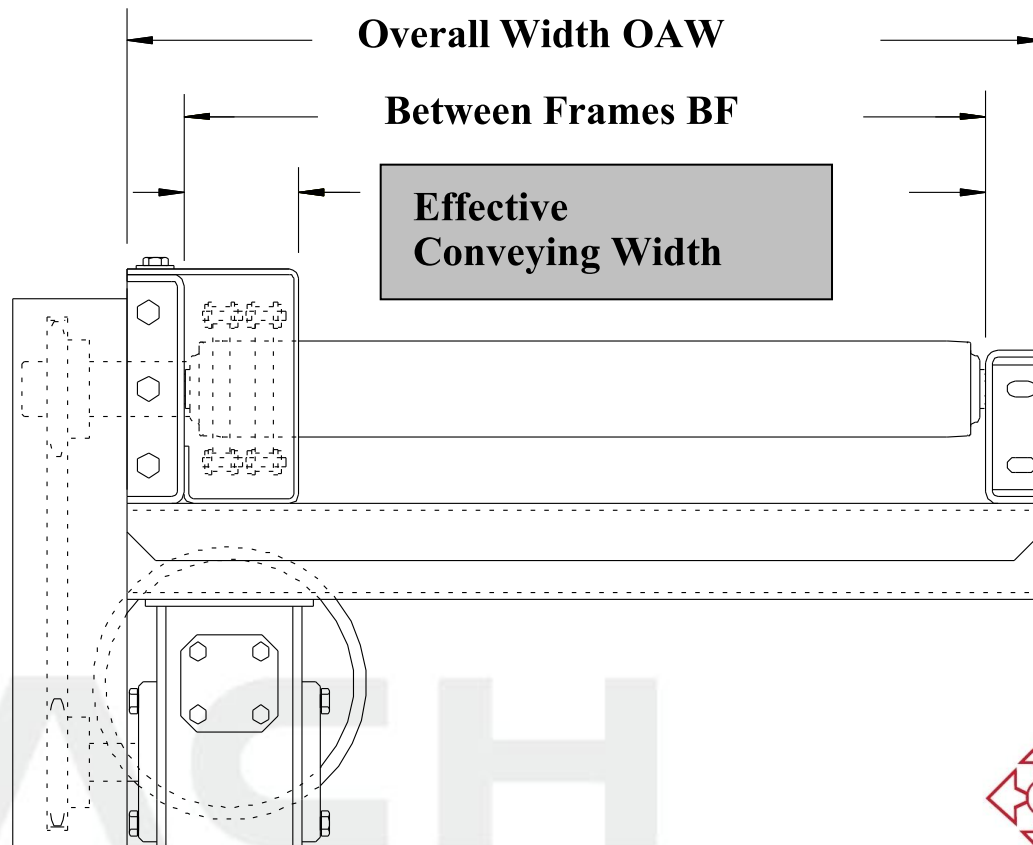 Overall Width OAW
Between Frames BF
Effective
Conveying Width